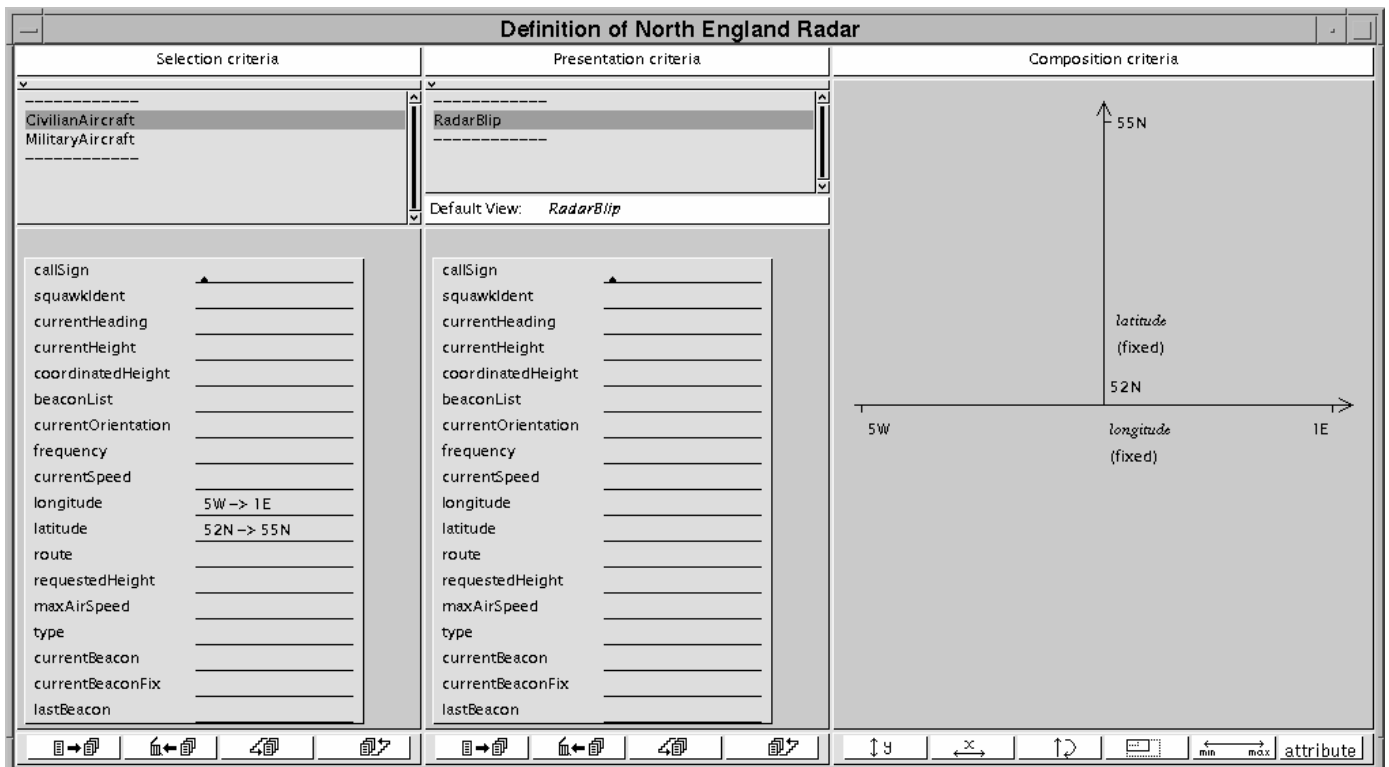 Definition of North England Radar
Selection criteria
Presentation criteria
Composition criteria
------------
CivilianAircraft
MilitaryAircraft
------------
------------
RadarBlip
------------
Default View: RadarBlip
callSign
squawkIdent
currentHeading
currentHeight
coordinatedHeight
beaconList
currentOrientation
frequency
currentSpeed
longitude 5W -> 1E
latitude 52N -> 55N
route
requestedHeight
maxAirSpeed
type
currentBeacon
currentBeaconFix
lastBeacon
callSign
squawkIdent
currentHeading
currentHeight
coordinatedHeight
beaconList
currentOrientation
frequency
currentSpeed
longitude
latitude
route
requestedHeight
maxAirSpeed
type
currentBeacon
currentBeaconFix
lastBeacon
55N
latitude
(fixed)
52N
5W longitude 1E
(fixed)
y x min max attribute